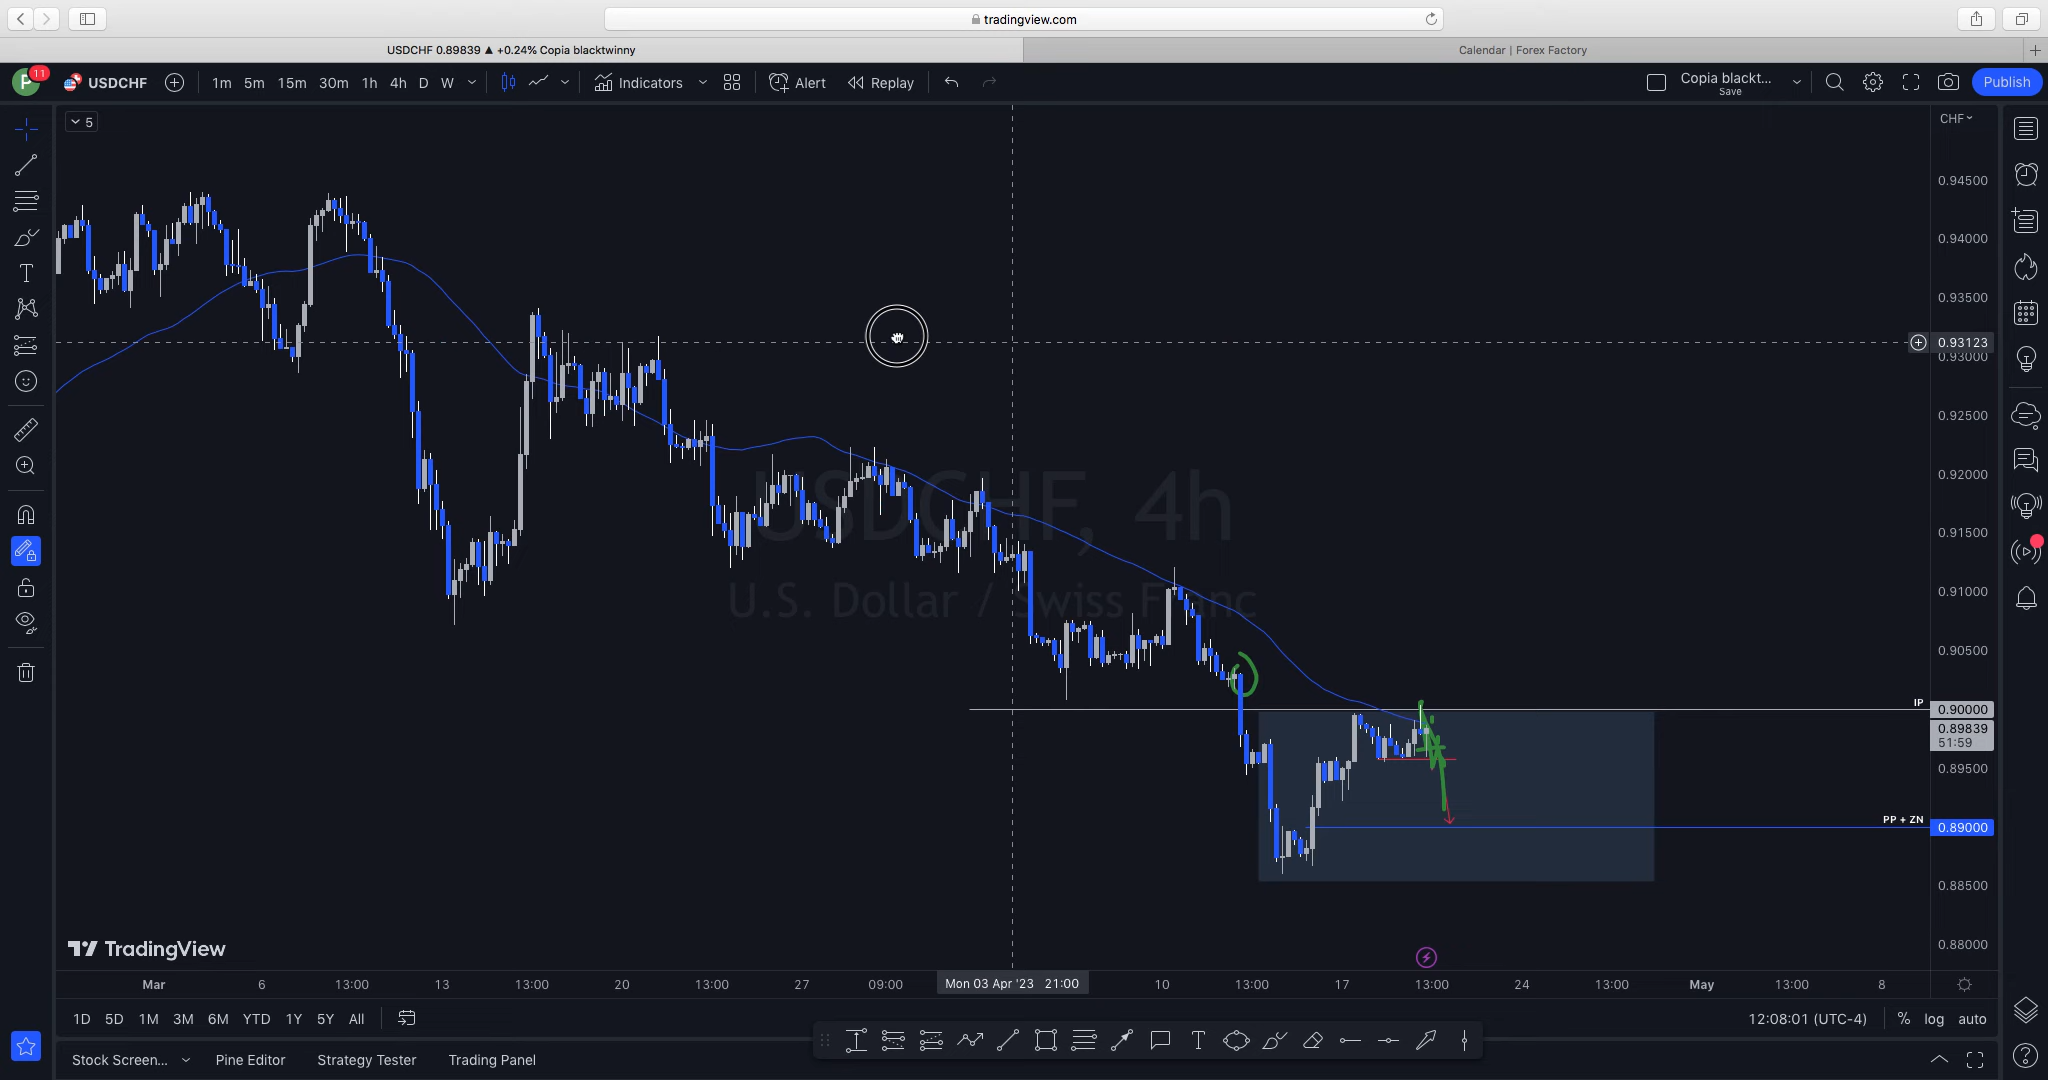 tradingview.com
USDCHF 0.89839 ▲ +0.24% Copia blacktwinny
Calendar | Forex Factory
P
11
USDCHF
1m 5m 15m 30m 1h 4h D W
Indicators
Alert
Replay
Copia blackt...
Save
Publish
5
CHF
0.94500
0.94000
0.93500
0.93123
0.93000
0.92500
0.92000
0.91500
0.91000
0.90500
IP
0.90000
0.89839
51:59
0.89500
PP + ZN
0.89000
0.88500
0.88000
USDCHF, 4h
U.S. Dollar / Swiss Franc
TradingView
Mar 6 13:00 13 13:00 20 13:00 27 09:00 Mon 03 Apr '23 21:00 10 13:00 17 13:00 24 13:00 May 13:00 8
1D 5D 1M 3M 6M YTD 1Y 5Y All
12:08:01 (UTC-4) % log auto
Stock Screen... Pine Editor Strategy Tester Trading Panel